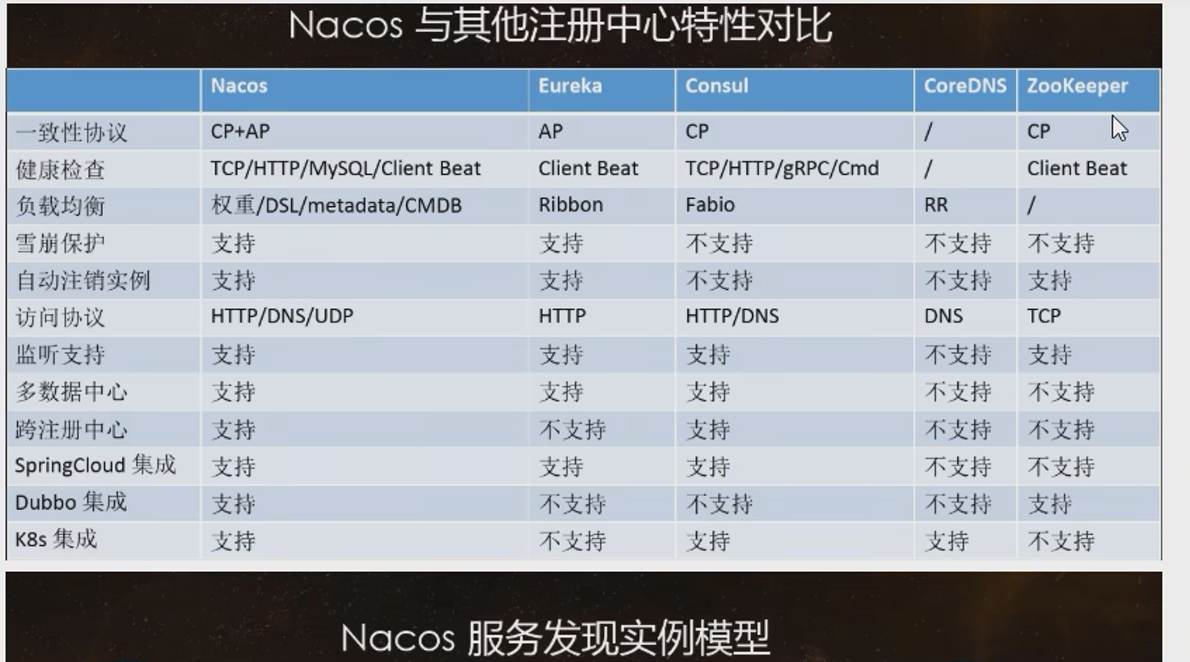 Nacos 与其他注册中心特性对比
Nacos Eureka Consul CoreDNS ZooKeeper
一致性协议 CP+AP AP CP / CP
健康检查 TCP/HTTP/MySQL/Client Beat Client Beat TCP/HTTP/gRPC/Cmd / Client Beat
负载均衡 权重/DSL/metadata/CMDB Ribbon Fabio RR /
雪崩保护 支持 支持 不支持 不支持 不支持
自动注销实例 支持 支持 不支持 不支持 支持
访问协议 HTTP/DNS/UDP HTTP HTTP/DNS DNS TCP
监听支持 支持 支持 支持 不支持 支持
多数据中心 支持 支持 支持 不支持 不支持
跨注册中心 支持 不支持 支持 不支持 不支持
SpringCloud 集成 支持 支持 支持 不支持 不支持
Dubbo 集成 支持 不支持 不支持 不支持 支持
K8s 集成 支持 不支持 支持 支持 不支持
Nacos 服务发现实例模型